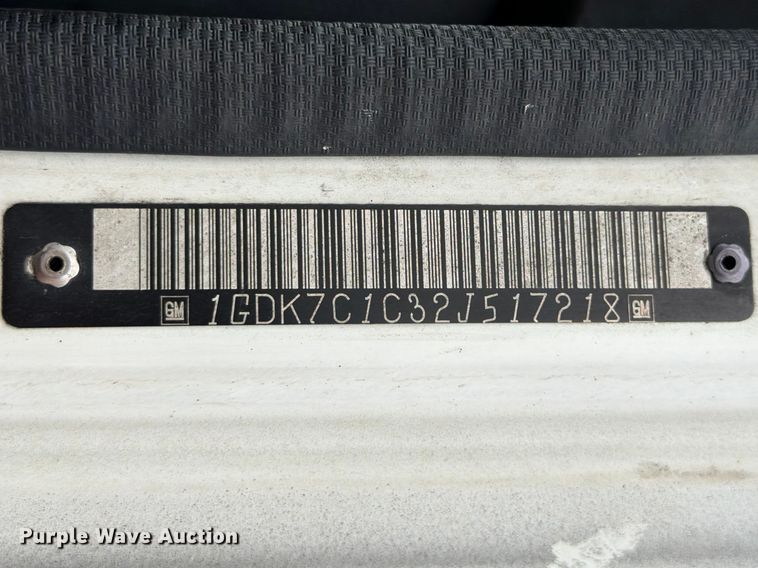 GM 1GDK7C1C32J517218 GM
Purple Wave Auction